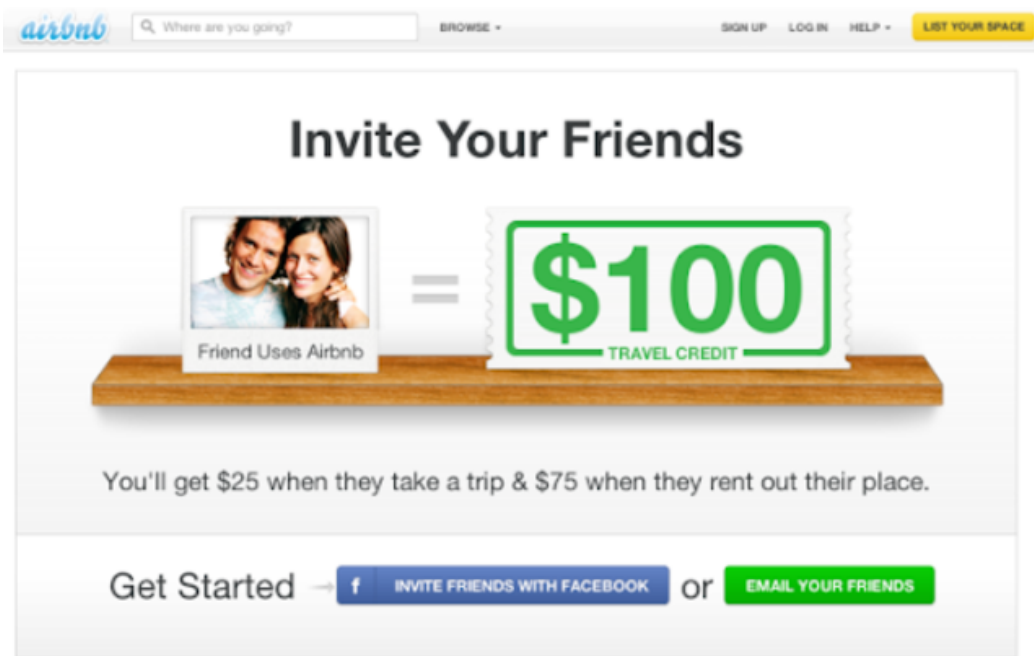 airbnb Where are you going? BROWSE SIGN UP LOG IN HELP LIST YOUR SPACE
Invite Your Friends
Friend Uses Airbnb
=
$100
TRAVEL CREDIT
You'll get $25 when they take a trip & $75 when they rent out their place.
Get Started → f INVITE FRIENDS WITH FACEBOOK or EMAIL YOUR FRIENDS